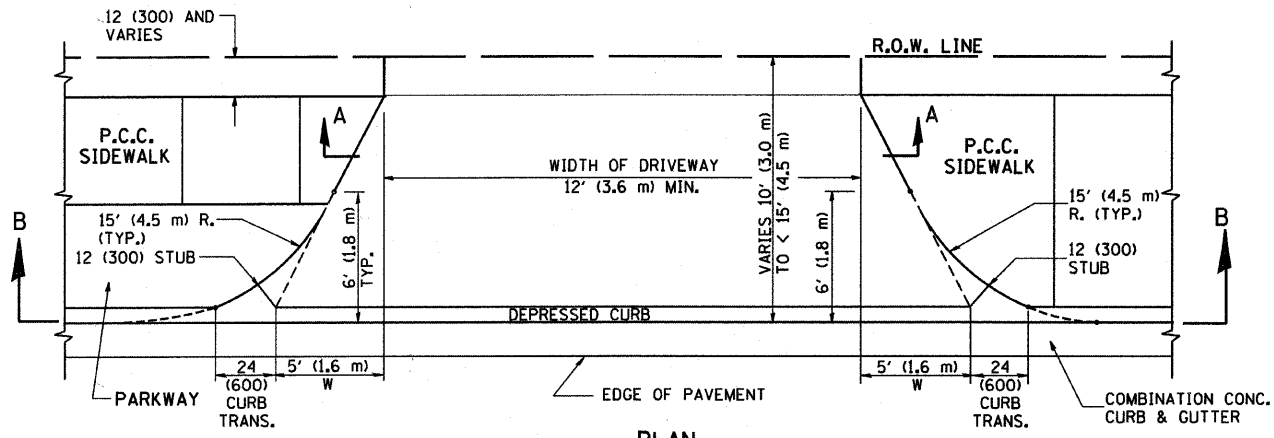 12 (300) AND
VARIES
R.O.W. LINE
A
A
P.C.C.
SIDEWALK
P.C.C.
SIDEWALK
WIDTH OF DRIVEWAY
12' (3.6 m) MIN.
VARIES 10' (3.0 m)
TO < 15' (4.5 m)
B
15' (4.5 m) R.
(TYP.)
12 (300) STUB
6' (1.8 m)
TYP.
6' (1.8 m)
15' (4.5 m)
R. (TYP.)
12 (300)
STUB
B
DEPRESSED CURB
24
(600)
CURB
TRANS.
5' (1.6 m)
W
PARKWAY
EDGE OF PAVEMENT
5' (1.6 m)
W
24
(600)
CURB
TRANS.
COMBINATION CONC.
CURB & GUTTER
PLAN